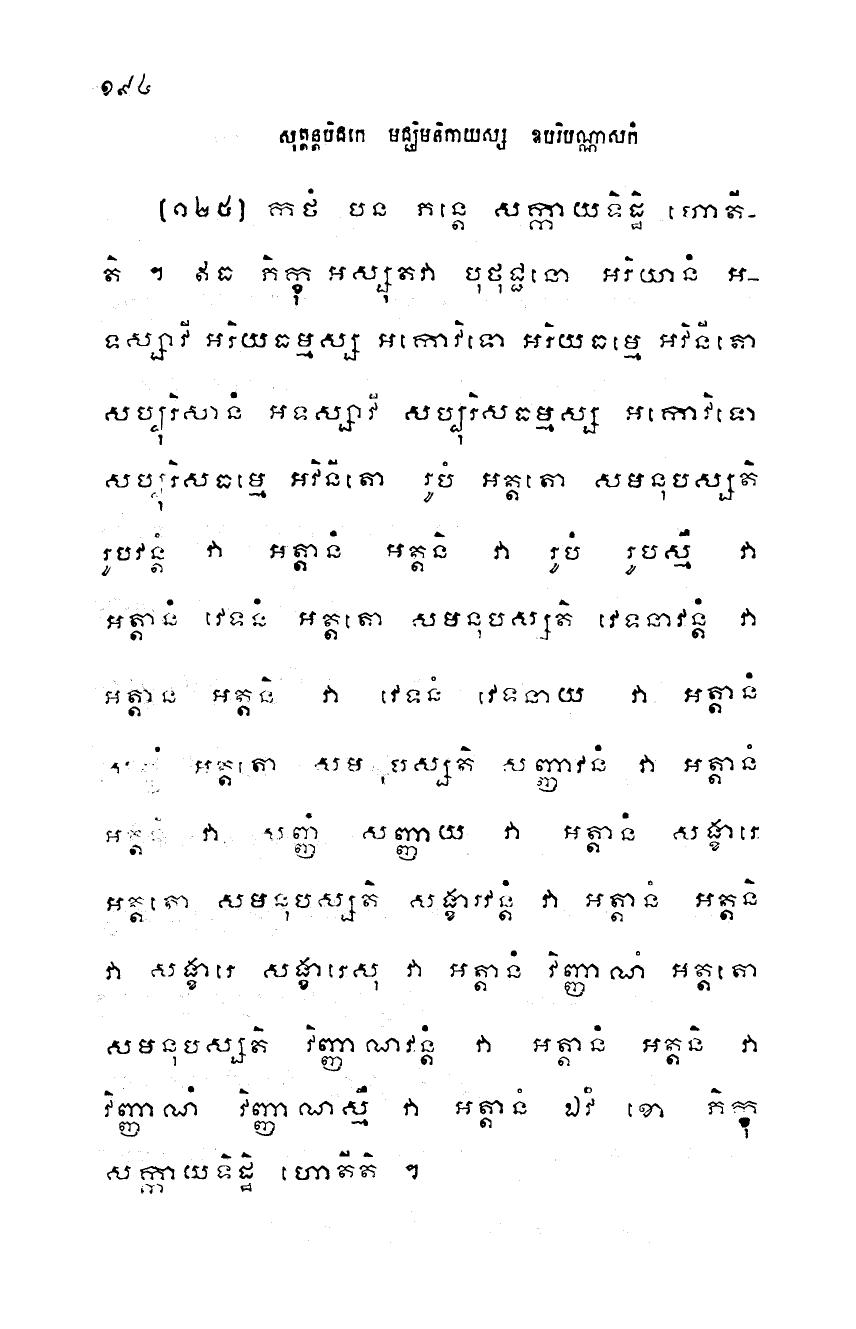 ១៩៤
សុត្តន្តបិដកេ មជ្ឈិមនិកាយស្ស ឧបរិបណ្ណាសកំ
(១២៥) កថំ បន ភន្តេ សក្កាយទិដ្ឋិ ហោតី-
តិ ។ ឥធ ភិក្ខុ អស្សុតវា បុថុជ្ជនោ អរិយានំ អ-
ទស្សាវី អរិយធម្មស្ស អកោវិទោ អរិយធម្មេ អវិនីតោ
សប្បុរិសានំ អទស្សាវី សប្បុរិសធម្មស្ស អកោវិទោ
សប្បុរិសធម្មេ អវិនីតោ រូបំ អត្តតោ សមនុបស្សតិ
រូបវន្តំ វា អត្តានំ អត្តនិ វា រូបំ រូបស្មឹ វា
អត្តានំ វេទនំ អត្តតោ សមនុបស្សតិ វេទនាវន្តំ វា
អត្តាន អត្តនិ វា វេទនំ វេទនាយ វា អត្តានំ
អត្តតោ សមនុបស្សតិ សញ្ញាវនំ វា អត្តានំ
អត្តនិ វា សញ្ញំ សញ្ញាយ វា អត្តានំ សង្ខារេ
អត្តតោ សមនុបស្សតិ សង្ខារវន្តំ វា អត្តានំ អត្តនិ
វា សង្ខារេ សង្ខារេសុ វា អត្តានំ វិញ្ញាណំ អត្តតោ
សមនុបស្សតិ វិញ្ញាណវន្តំ វា អត្តានំ អត្តនិ វា
វិញ្ញាណំ វិញ្ញាណស្មឹ វា អត្តានំ ឯវំ ខោ ភិក្ខុ
សក្កាយទិដ្ឋិ ហោតីតិ ។